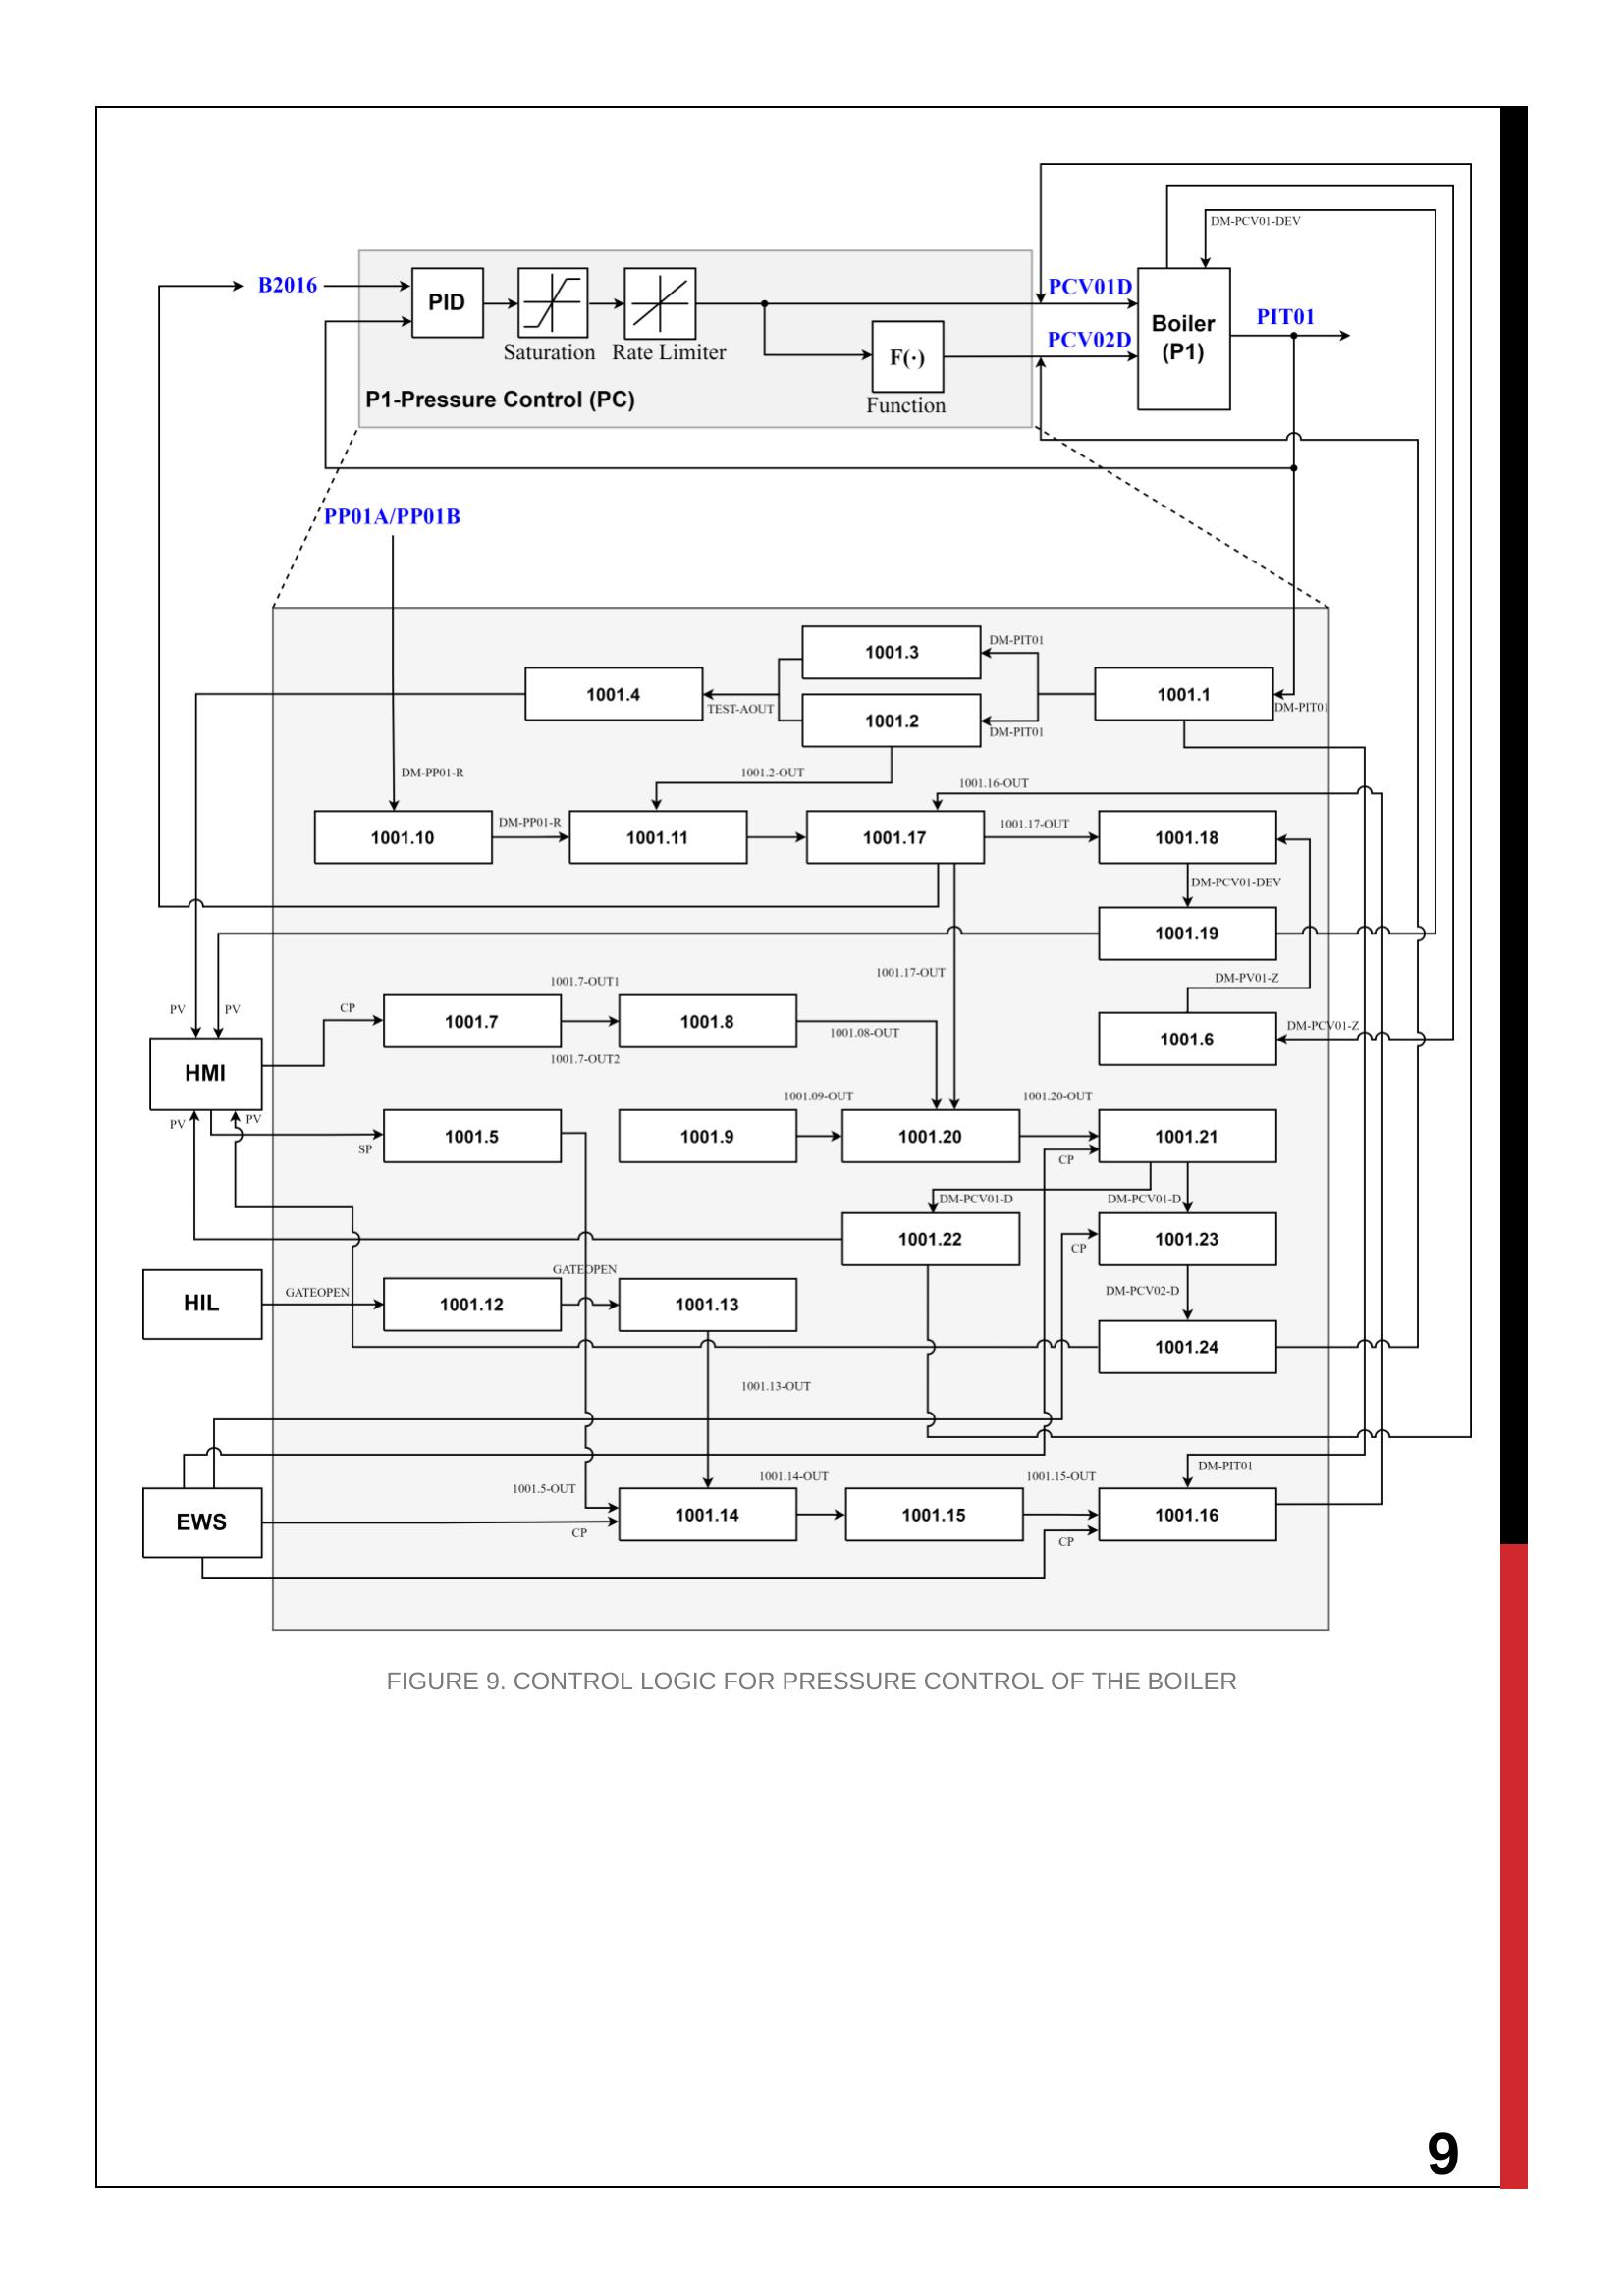 DM-PCV01-DEV
B2016
PID
PCV01D
Boiler
(P1)
PIT01
PCV02D
F(·)
Saturation
Rate Limiter
P1-Pressure Control (PC)
Function
PP01A/PP01B
1001.3
DM-PIT01
1001.4
1001.1
TEST-AOUT
1001.2
DM-PIT01
DM-PIT01
DM-PP01-R
1001.2-OUT
1001.16-OUT
1001.10
DM-PP01-R
1001.11
1001.17
1001.17-OUT
1001.18
DM-PCV01-DEV
1001.19
1001.17-OUT
DM-PV01-Z
1001.7-OUT1
PV
PV
CP
1001.7
1001.8
1001.08-OUT
DM-PCV01-Z
1001.6
1001.7-OUT2
HMI
1001.09-OUT
1001.20-OUT
PV
PV
SP
1001.5
1001.9
1001.20
1001.21
CP
DM-PCV01-D
DM-PCV01-D
1001.22
CP
1001.23
GATEOPEN
HIL
GATEOPEN
1001.12
1001.13
DM-PCV02-D
1001.24
1001.13-OUT
DM-PIT01
1001.14-OUT
1001.15-OUT
1001.5-OUT
EWS
CP
1001.14
1001.15
1001.16
CP
FIGURE 9. CONTROL LOGIC FOR PRESSURE CONTROL OF THE BOILER
9